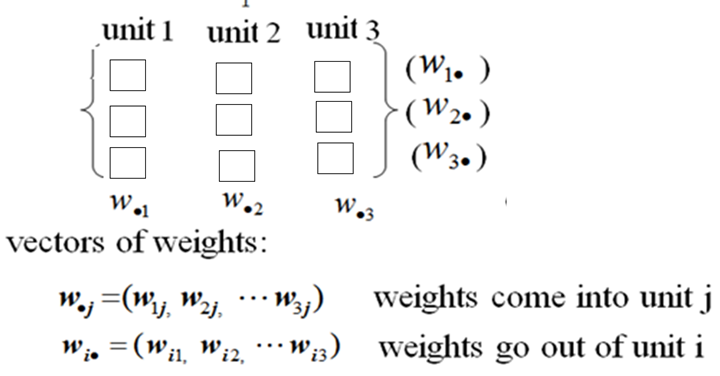 unit 1 unit 2 unit 3
(w₁• )
(w₂• )
(w₃• )
w•₁ w•₂ w•₃
vectors of weights:
w•ⱼ =(w₁ⱼ, w₂ⱼ, ⋯ w₃ⱼ) weights come into unit j
wᵢ• = (wᵢ₁, wᵢ₂, ⋯ wᵢ₃) weights go out of unit i